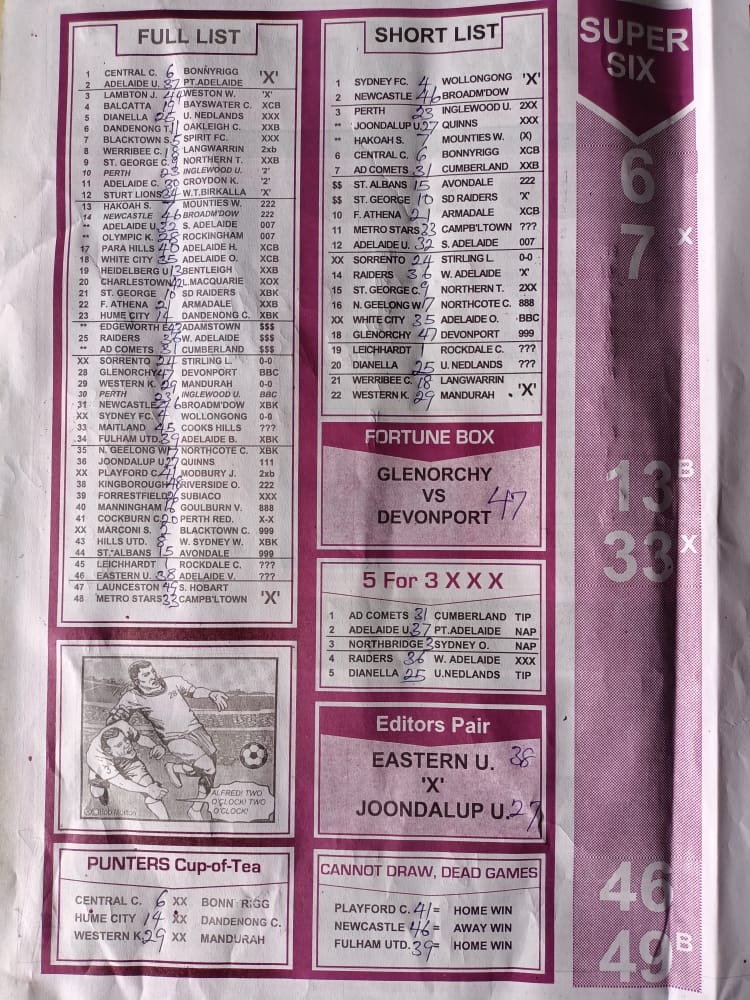 FULL LIST
1 CENTRAL C. 6 BONNYRIGG 'X'
2 ADELAIDE U. 37 PT.ADELAIDE
3 LAMBTON J. 44 WESTON W. 'X'
4 BALCATTA 19 BAYSWATER C. XCB
5 DIANELLA 25 U. NEDLANDS XXX
6 DANDENONG T. 11 OAKLEIGH C. XXB
7 BLACKTOWN S. 5 SPIRIT FC. XXX
8 WERRIBEE C. 18 LANGWARRIN 2xb
9 ST. GEORGE C. 9 NORTHERN T. XXB
10 PERTH 23 INGLEWOOD U. '2'
11 ADELAIDE C. 30 CROYDON K. '2'
12 STURT LIONS 34 W.T.BIRKALLA 'X'
13 HAKOAH S. 7 MOUNTIES W. 222
14 NEWCASTLE 46 BROADM'DOW 222
** ADELAIDE U. 32 S. ADELAIDE 007
** OLYMPIC K. 28 ROCKINGHAM 007
17 PARA HILLS 40 ADELAIDE H. XCB
18 WHITE CITY 35 ADELAIDE O. XCB
19 HEIDELBERG U 13 BENTLEIGH XXB
20 CHARLESTOWN 42 L.MACQUARIE XOX
21 ST. GEORGE 10 SD RAIDERS XBK
22 F. ATHENA 21 ARMADALE XXB
23 HUME CITY 14 DANDENONG C. XBK
** EDGEWORTH E 43 ADAMSTOWN $$$
25 RAIDERS 36 W. ADELAIDE $$$
** AD COMETS 31 CUMBERLAND $$$
XX SORRENTO 24 STIRLING L. 0-0
28 GLENORCHY 47 DEVONPORT BBC
29 WESTERN K. 29 MANDURAH 0-0
30 PERTH 23 INGLEWOOD U. BBC
31 NEWCASTLE 46 BROADM'DOW XBK
XX SYDNEY FC. 4 WOLLONGONG 0-0
33 MAITLAND 45 COOKS HILLS ???
34 FULHAM UTD. 39 ADELAIDE B. XBK
35 N. GEELONG W 17 NORTHCOTE C. XBK
36 JOONDALUP U. 27 QUINNS 111
XX PLAYFORD C. 41 MODBURY J. 2xb
38 KINGBOROUGH 48 RIVERSIDE O. 222
39 FORRESTFIELD 26 SUBIACO XXX
40 MANNINGHAM 16 GOULBURN V. 888
41 COCKBURN C. 20 PERTH RED. X-X
XX MARCONI S. 2 BLACKTOWN C. 999
43 HILLS UTD. 8 W. SYDNEY W. XBK
44 ST.ALBANS 15 AVONDALE 999
45 LEICHHARDT 1 ROCKDALE C. ???
46 EASTERN U. 38 ADELAIDE V. ???
47 LAUNCESTON 49 S. HOBART
48 METRO STARS 33 CAMPB'LTOWN 'X'
SHORT LIST
1 SYDNEY FC. 4 WOLLONGONG 'X'
2 NEWCASTLE 46 BROADM'DOW
3 PERTH 23 INGLEWOOD U. 2XX
** JOONDALUP U. 27 QUINNS XXX
** HAKOAH S. 7 MOUNTIES W. (X)
6 CENTRAL C. 6 BONNYRIGG XCB
7 AD COMETS 31 CUMBERLAND XXB
$$ ST. ALBANS 15 AVONDALE 222
$$ ST. GEORGE 10 SD RAIDERS 'X'
10 F. ATHENA 21 ARMADALE XCB
11 METRO STARS 33 CAMPB'LTOWN ???
12 ADELAIDE U. 32 S. ADELAIDE 007
XX SORRENTO 24 STIRLING L. 0-0
14 RAIDERS 36 W. ADELAIDE 'X'
15 ST. GEORGE C. 9 NORTHERN T. 2XX
16 N. GEELONG W. 17 NORTHCOTE C. 888
XX WHITE CITY 35 ADELAIDE O. BBC
18 GLENORCHY 47 DEVONPORT 999
19 LEICHHARDT 1 ROCKDALE C. ???
20 DIANELLA 25 U. NEDLANDS ???
21 WERRIBEE C. 18 LANGWARRIN 'X'
22 WESTERN K. 29 MANDURAH
FORTUNE BOX
GLENORCHY
VS
DEVONPORT 47
5 For 3 X X X
1 AD COMETS 31 CUMBERLAND TIP
2 ADELAIDE U. 37 PT.ADELAIDE NAP
3 NORTHBRIDGE 3 SYDNEY O. NAP
4 RAIDERS 36 W. ADELAIDE XXX
5 DIANELLA 25 U.NEDLANDS TIP
Editors Pair
EASTERN U. 38
'X'
JOONDALUP U. 27
ALFRED! TWO
O'CLOCK! TWO
O'CLOCK!
PUNTERS Cup-of-Tea
CENTRAL C. 6 XX BONNYRIGG
HUME CITY 14 XX DANDENONG C.
WESTERN K. 29 XX MANDURAH
CANNOT DRAW, DEAD GAMES
PLAYFORD C. 41 = HOME WIN
NEWCASTLE 46 = AWAY WIN
FULHAM UTD. 39 = HOME WIN
SUPER
SIX
6
7 X
13 B
33 X
46
49 B